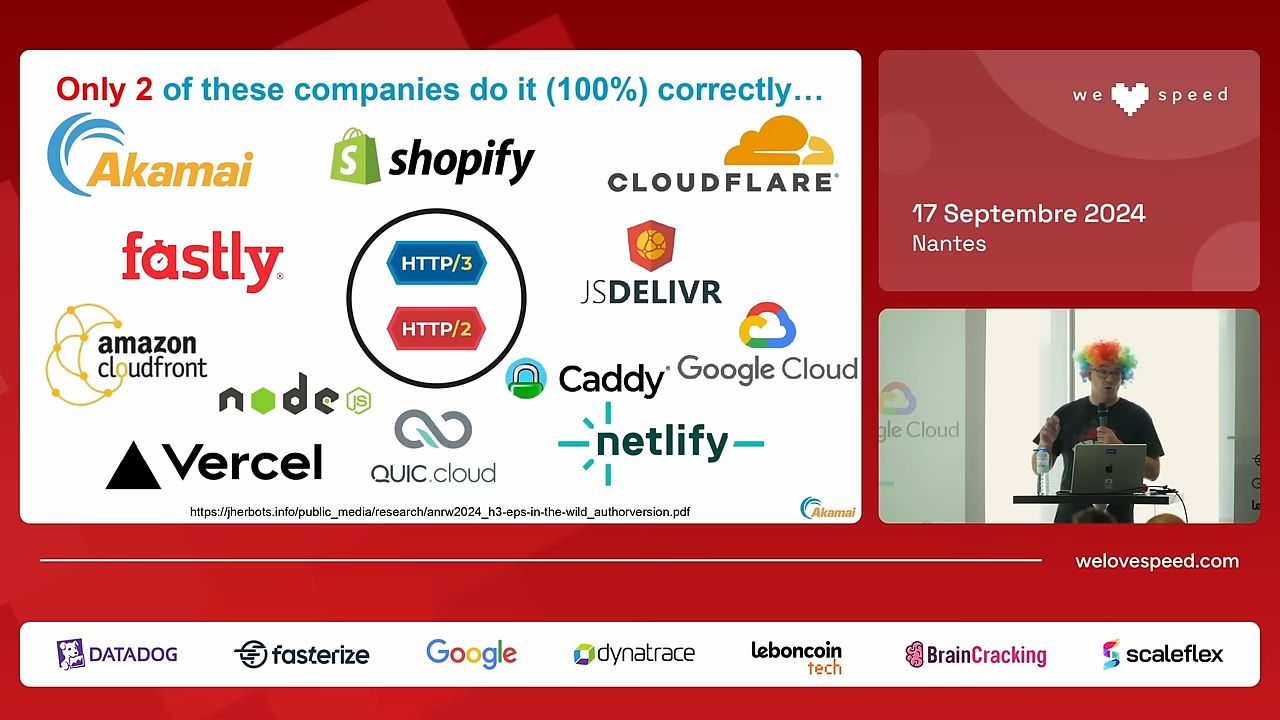 Only 2 of these companies do it (100%) correctly…
Akamai
shopify
CLOUDFLARE®
fastly®
HTTP/3
HTTP/2
JSDELIVR
amazon
cloudfront
node JS
Caddy®
Google Cloud
Vercel
QUIC.cloud
netlify
https://jherbots.info/public_media/research/anrw2024_h3-eps-in-the-wild_authorversion.pdf
Akamai
we speed
17 Septembre 2024
Nantes
gle Cloud
welovespeed.com
DATADOG
fasterize
Google
dynatrace
leboncoin
tech
BrainCracking
scaleflex